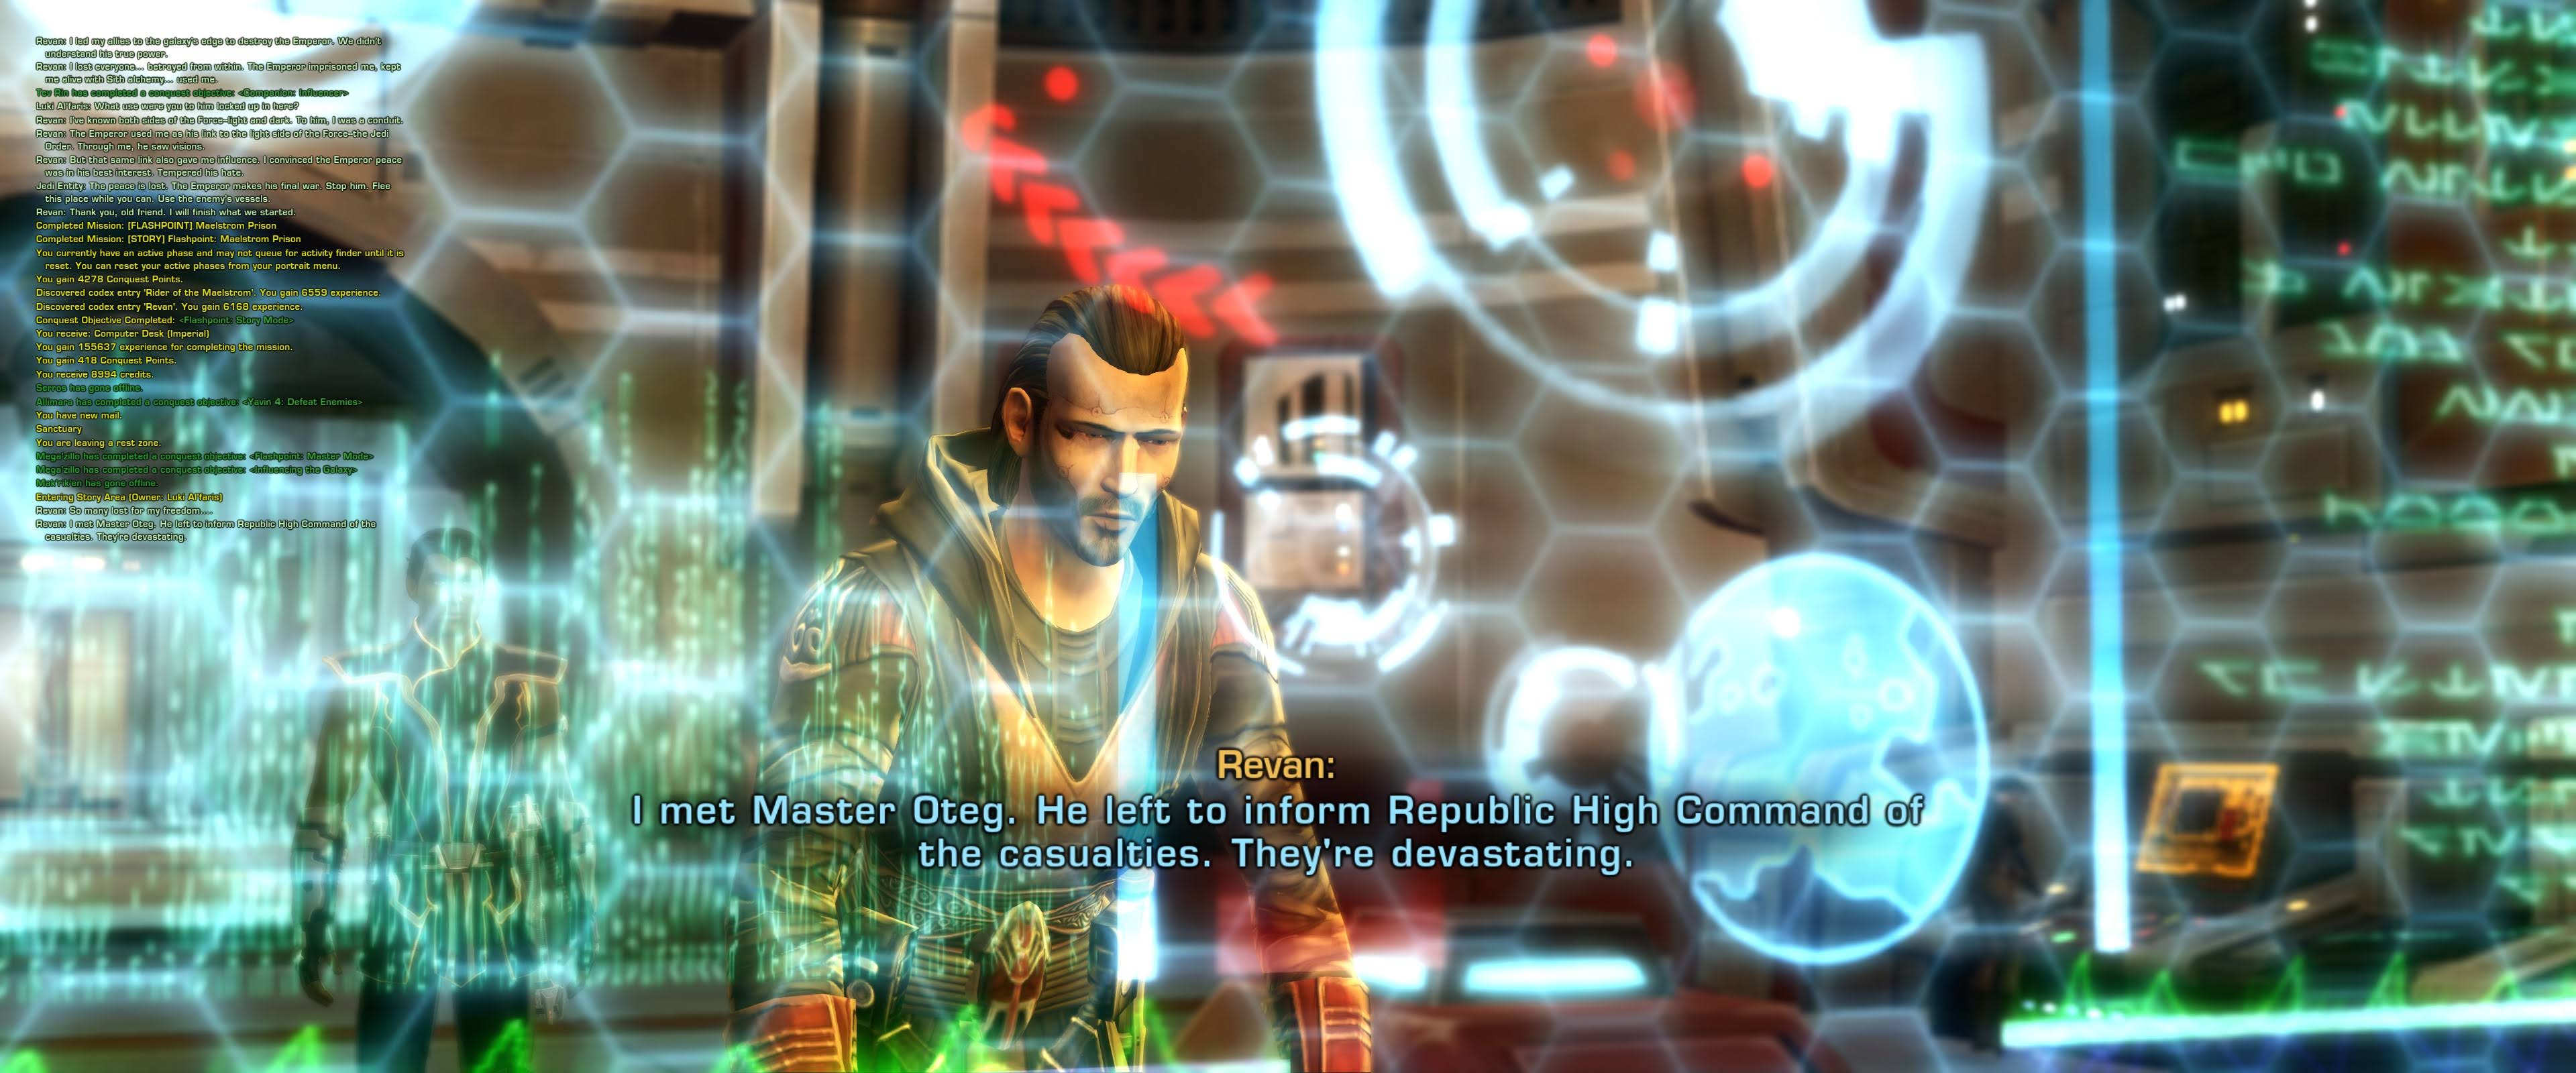 Revan: I led my allies to the galaxy's edge to destroy the Emperor. We didn't
understand his true power.
Revan: I lost everyone... betrayed from within. The Emperor imprisoned me, kept
me alive with Sith alchemy... used me.
Tev Rin has completed a conquest objective: <Companion: Influencer>
Luki Al'faris: What use were you to him locked up in here?
Revan: I've known both sides of the Force-light and dark. To him, I was a conduit.
Revan: The Emperor used me as his link to the light side of the Force-the Jedi
Order. Through me, he saw visions.
Revan: But that same link also gave me influence. I convinced the Emperor peace
was in his best interest. Tempered his hate.
Jedi Entity: The peace is lost. The Emperor makes his final war. Stop him. Flee
this place while you can. Use the enemy's vessels.
Revan: Thank you, old friend. I will finish what we started.
Completed Mission: [FLASHPOINT] Maelstrom Prison
Completed Mission: [STORY] Flashpoint: Maelstrom Prison
You currently have an active phase and may not queue for activity finder until it is
reset. You can reset your active phases from your portrait menu.
You gain 4278 Conquest Points.
Discovered codex entry 'Rider of the Maelstrom'. You gain 6559 experience.
Discovered codex entry 'Revan'. You gain 6168 experience.
Conquest Objective Completed: <Flashpoint: Story Mode>
You receive: Computer Desk (Imperial)
You gain 155637 experience for completing the mission.
You gain 418 Conquest Points.
You receive 8994 credits.
Serros has gone offline.
Allimara has completed a conquest objective: <Yavin 4: Defeat Enemies>
You have new mail.
Sanctuary
You are leaving a rest zone.
Mega'zillo has completed a conquest objective: <Flashpoint: Master Mode>
Mega'zillo has completed a conquest objective: <Influencing the Galaxy>
has gone offline
Entering Story Area (Owner: Luki Al'faris)
Revan: So many lost for my freedom....
Revan: I met Master Oteg. He left to inform Republic High Command of the
casualties. They're devastating.
Revan:
I met Master Oteg. He left to inform Republic High Command of
the casualties. They're devastating.